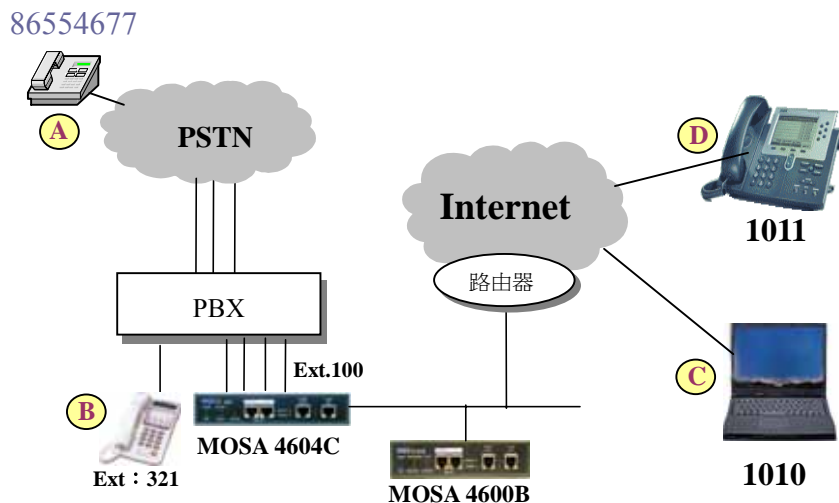 86554677
A
PSTN
D
Internet
1011
路由器
PBX
Ext.100
C
B
MOSA 4604C
Ext：321
MOSA 4600B
1010